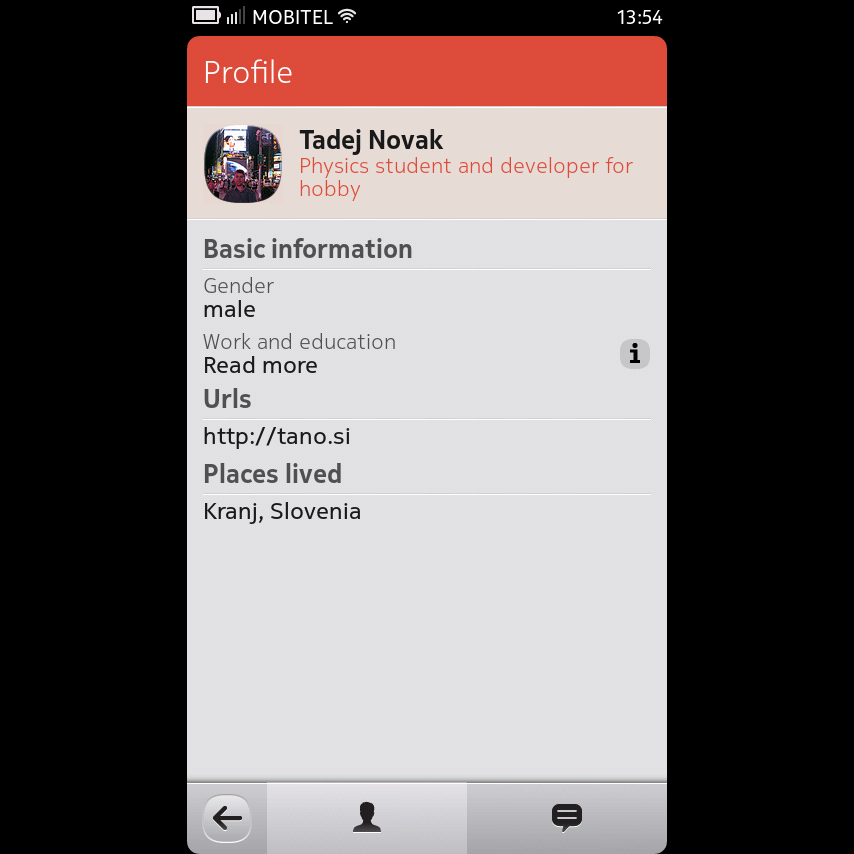 MOBITEL 13:54
Profile
Tadej Novak
Physics student and developer for
hobby
Basic information
Gender
male
Work and education
Read more
Urls
http://tano.si
Places lived
Kranj, Slovenia